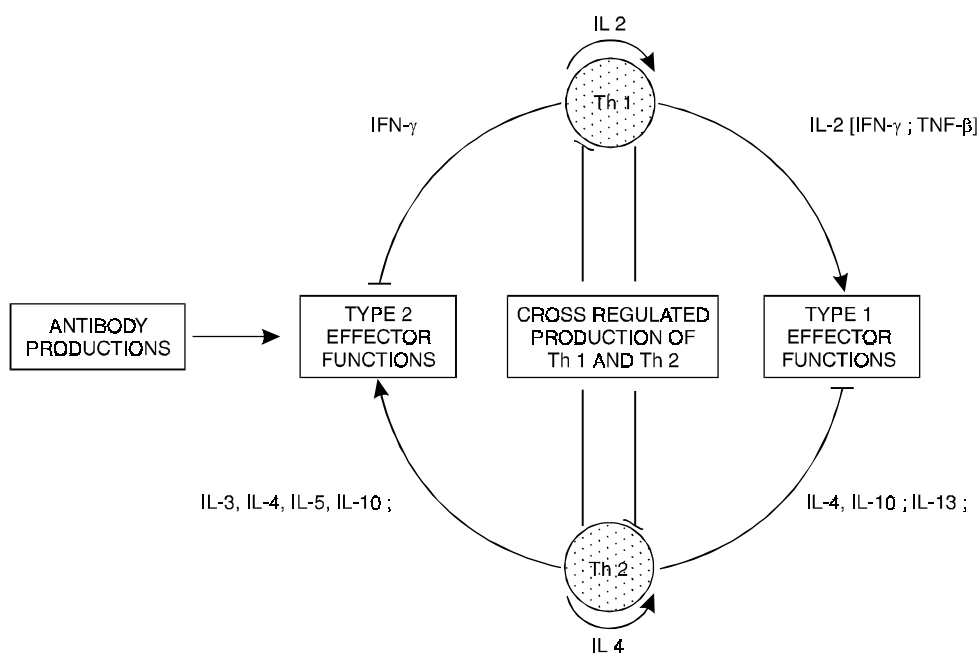 IL 2
Th 1
IFN-γ
IL-2 [IFN-γ ; TNF-β]
ANTIBODY
PRODUCTIONS
TYPE 2
EFFECTOR
FUNCTIONS
CROSS REGULATED
PRODUCTION OF
Th 1 AND Th 2
TYPE 1
EFFECTOR
FUNCTIONS
IL-3, IL-4, IL-5, IL-10 ;
IL-4, IL-10 ; IL-13 ;
Th 2
IL 4